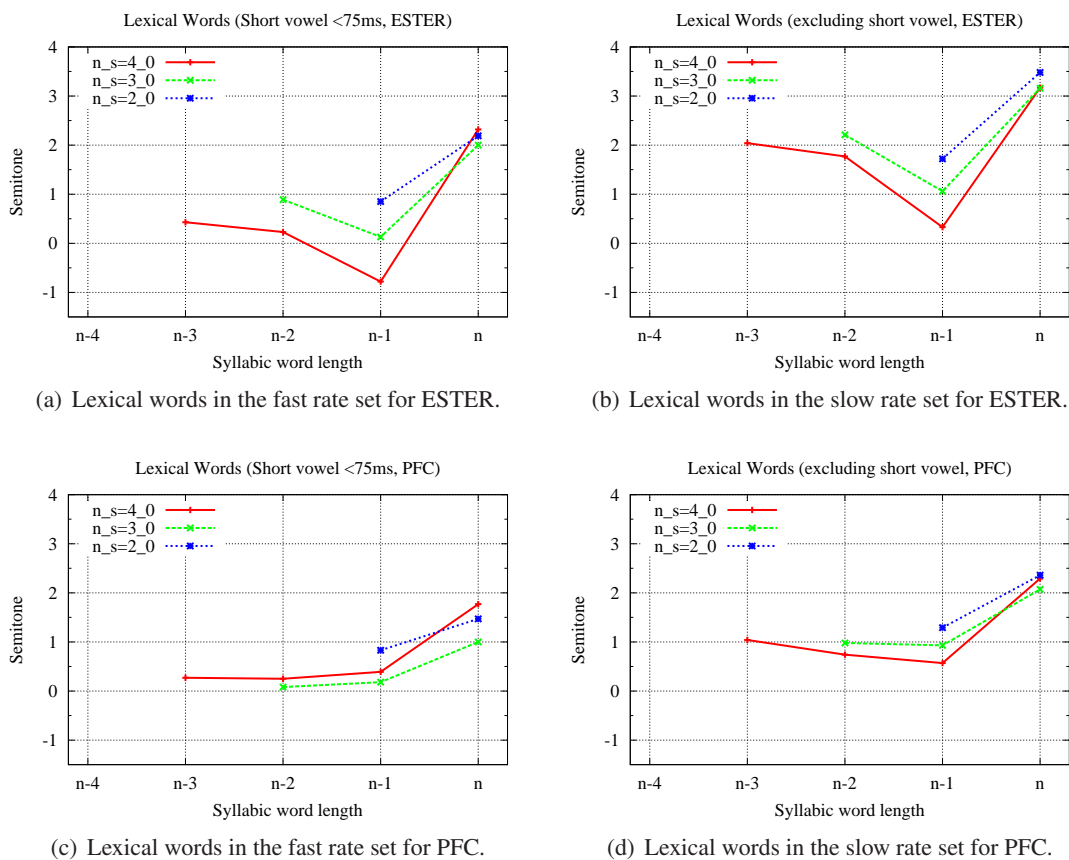 Lexical Words (Short vowel <75ms, ESTER)
4
3
2
1
0
-1
Semitone
n_s=4_0
n_s=3_0
n_s=2_0
n-4 n-3 n-2 n-1 n
Syllabic word length
(a) Lexical words in the fast rate set for ESTER.
Lexical Words (excluding short vowel, ESTER)
4
3
2
1
0
-1
Semitone
n_s=4_0
n_s=3_0
n_s=2_0
n-4 n-3 n-2 n-1 n
Syllabic word length
(b) Lexical words in the slow rate set for ESTER.
Lexical Words (Short vowel <75ms, PFC)
4
3
2
1
0
-1
Semitone
n_s=4_0
n_s=3_0
n_s=2_0
n-4 n-3 n-2 n-1 n
Syllabic word length
(c) Lexical words in the fast rate set for PFC.
Lexical Words (excluding short vowel, PFC)
4
3
2
1
0
-1
Semitone
n_s=4_0
n_s=3_0
n_s=2_0
n-4 n-3 n-2 n-1 n
Syllabic word length
(d) Lexical words in the slow rate set for PFC.